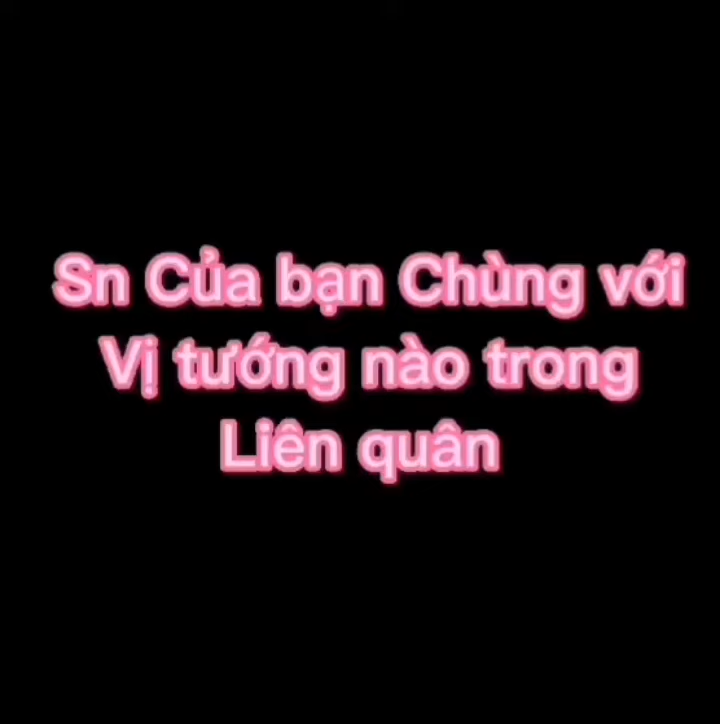 Sn Của bạn Chùng với
Vị tướng nào trong
Liên quân